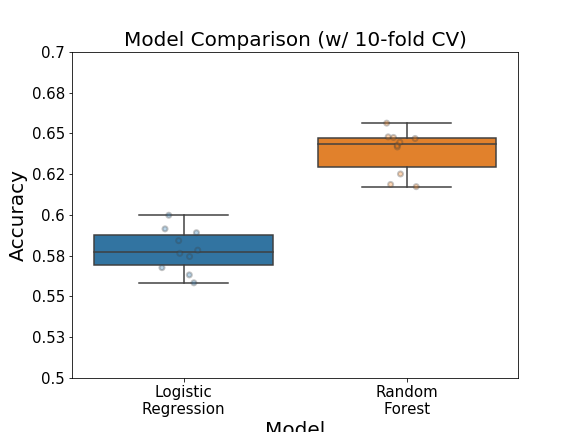 Model Comparison (w/ 10-fold CV)
0.7
0.68
0.65
0.62
0.6
0.58
0.55
0.53
0.5
Accuracy
Logistic
Regression
Random
Forest
Model